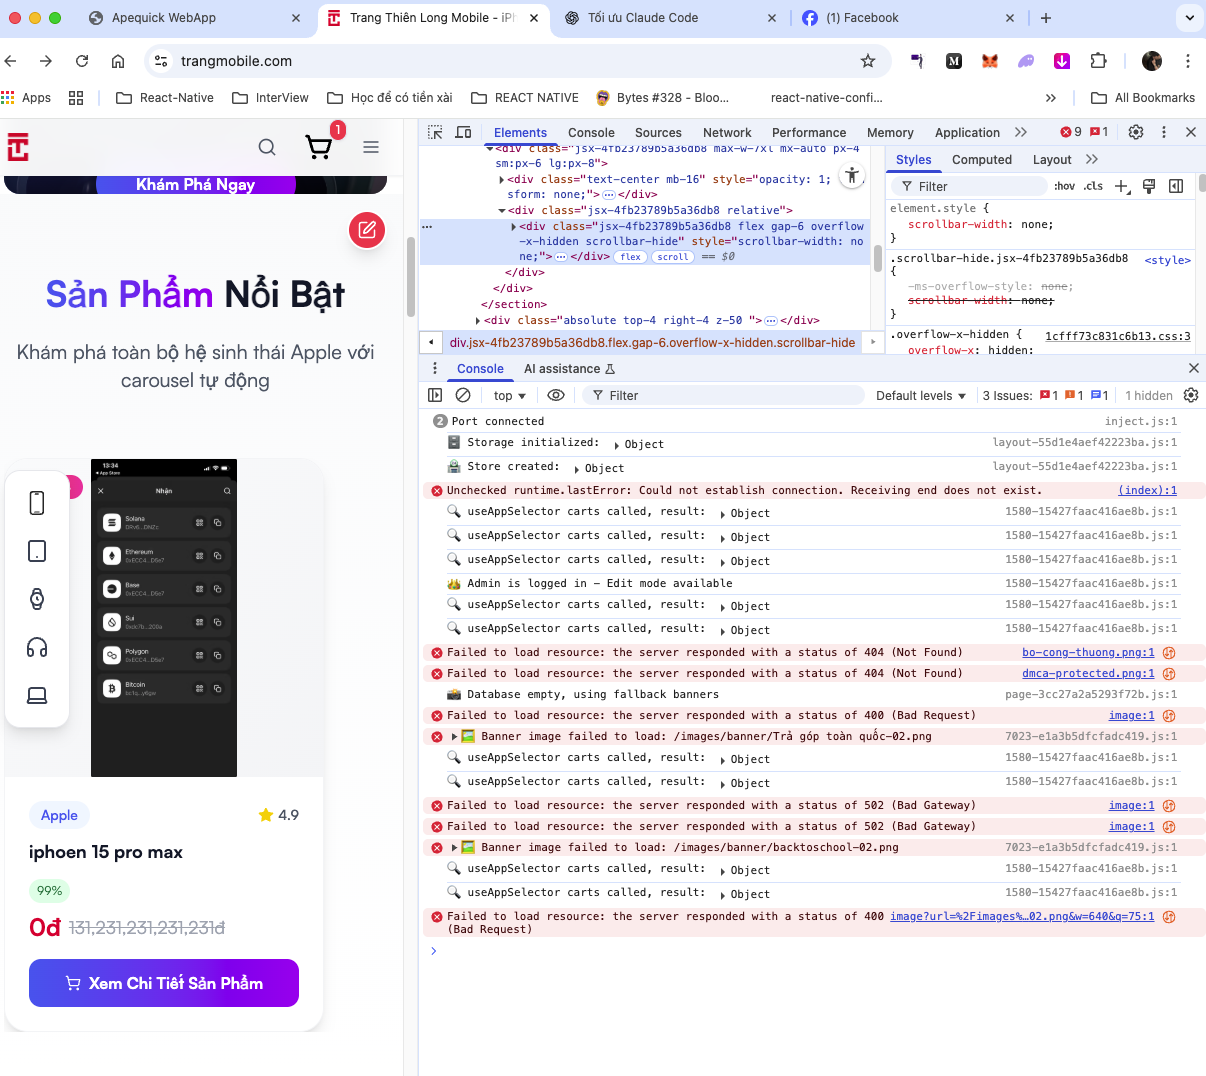 Apequick WebApp
Trang Thiên Long Mobile - iPh
Tối ưu Claude Code
(1) Facebook
trangmobile.com
Apps
React-Native
InterView
Học để có tiền xài
REACT NATIVE
Bytes #328 - Bloo...
react-native-confi...
All Bookmarks
1
Khám Phá Ngay
Sản Phẩm Nổi Bật
Khám phá toàn bộ hệ sinh thái Apple với
carousel tự động
13:34
App Store
Nhận
Solana
Ethereum
0xECC4...D5e7
Base
0xECC4...D5e7
Sui
Polygon
Bitcoin
Apple
4.9
iphoen 15 pro max
99%
0đ 131,231,231,231,231đ
Xem Chi Tiết Sản Phẩm
Elements
Console
Sources
Network
Performance
Memory
Application
9
1
<div class="jsx-4fb23789b5a36db8 max-w-7xl mx-auto px-4
sm:px-6 lg:px-8">
<div class="text-center mb-16" style="opacity: 1;
sform: none;"> </div>
<div class="jsx-4fb23789b5a36db8 relative">
<div class="jsx-4fb23789b5a36db8 flex gap-6 overflow
-x-hidden scrollbar-hide" style="scrollbar-width: no
ne;"> </div> flex scroll == $0
</div>
</div>
</section>
<div class="absolute top-4 right-4 z-50 "> </div>
div.jsx-4fb23789b5a36db8.flex.gap-6.overflow-x-hidden.scrollbar-hide
Styles
Computed
Layout
Filter
:hov
.cls
element.style {
scrollbar-width: none;
}
.scrollbar-hide.jsx-4fb23789b5a36db8 <style>
{
-ms-overflow-style: none;
scrollbar-width: none;
}
.overflow-x-hidden { 1cfff73c831c6b13.css:3
overflow-x: hidden;
Console
AI assistance
top
Filter
Default levels
3 Issues: 1 1 1
1 hidden
2 Port connected inject.js:1
Storage initialized: Object layout-55d1e4aef42223ba.js:1
Store created: Object layout-55d1e4aef42223ba.js:1
Unchecked runtime.lastError: Could not establish connection. Receiving end does not exist. (index):1
useAppSelector carts called, result: Object 1580-15427faac416ae8b.js:1
useAppSelector carts called, result: Object 1580-15427faac416ae8b.js:1
useAppSelector carts called, result: Object 1580-15427faac416ae8b.js:1
Admin is logged in – Edit mode available 1580-15427faac416ae8b.js:1
useAppSelector carts called, result: Object 1580-15427faac416ae8b.js:1
useAppSelector carts called, result: Object 1580-15427faac416ae8b.js:1
Failed to load resource: the server responded with a status of 404 (Not Found) bo-cong-thuong.png:1
Failed to load resource: the server responded with a status of 404 (Not Found) dmca-protected.png:1
Database empty, using fallback banners page-3cc27a2a5293f72b.js:1
Failed to load resource: the server responded with a status of 400 (Bad Request) image:1
Banner image failed to load: /images/banner/Trả góp toàn quốc-02.png 7023-e1a3b5dfcfadc419.js:1
useAppSelector carts called, result: Object 1580-15427faac416ae8b.js:1
useAppSelector carts called, result: Object 1580-15427faac416ae8b.js:1
Failed to load resource: the server responded with a status of 502 (Bad Gateway) image:1
Failed to load resource: the server responded with a status of 502 (Bad Gateway) image:1
Banner image failed to load: /images/banner/backtoschool-02.png 7023-e1a3b5dfcfadc419.js:1
useAppSelector carts called, result: Object 1580-15427faac416ae8b.js:1
useAppSelector carts called, result: Object 1580-15427faac416ae8b.js:1
Failed to load resource: the server responded with a status of 400 image?url=%2Fimages%…02.png&w=640&q=75:1
(Bad Request)